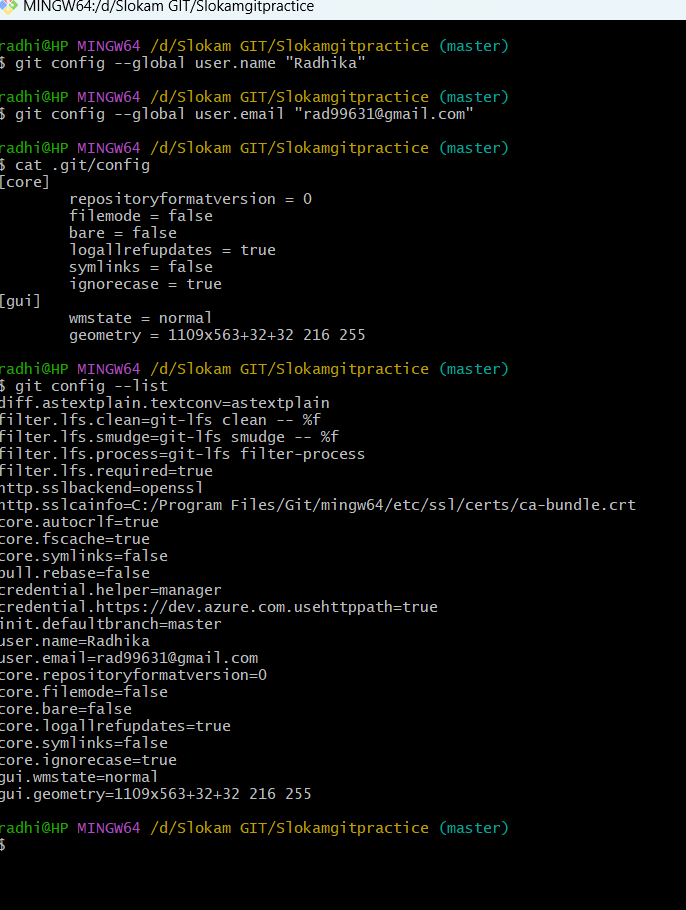 MINGW64:/d/Slokam GIT/Slokamgitpractice
radhi@HP MINGW64 /d/Slokam GIT/Slokamgitpractice (master)
$ git config --global user.name "Radhika"
radhi@HP MINGW64 /d/Slokam GIT/Slokamgitpractice (master)
$ git config --global user.email "rad99631@gmail.com"
radhi@HP MINGW64 /d/Slokam GIT/Slokamgitpractice (master)
$ cat .git/config
[core]
repositoryformatversion = 0
filemode = false
bare = false
logallrefupdates = true
symlinks = false
ignorecase = true
[gui]
wmstate = normal
geometry = 1109x563+32+32 216 255
radhi@HP MINGW64 /d/Slokam GIT/Slokamgitpractice (master)
$ git config --list
diff.astextplain.textconv=astextplain
filter.lfs.clean=git-lfs clean -- %f
filter.lfs.smudge=git-lfs smudge -- %f
filter.lfs.process=git-lfs filter-process
filter.lfs.required=true
http.sslbackend=openssl
http.sslcainfo=C:/Program Files/Git/mingw64/etc/ssl/certs/ca-bundle.crt
core.autocrlf=true
core.fscache=true
core.symlinks=false
pull.rebase=false
credential.helper=manager
credential.https://dev.azure.com.usehttppath=true
init.defaultbranch=master
user.name=Radhika
user.email=rad99631@gmail.com
core.repositoryformatversion=0
core.filemode=false
core.bare=false
core.logallrefupdates=true
core.symlinks=false
core.ignorecase=true
gui.wmstate=normal
gui.geometry=1109x563+32+32 216 255
radhi@HP MINGW64 /d/Slokam GIT/Slokamgitpractice (master)
$